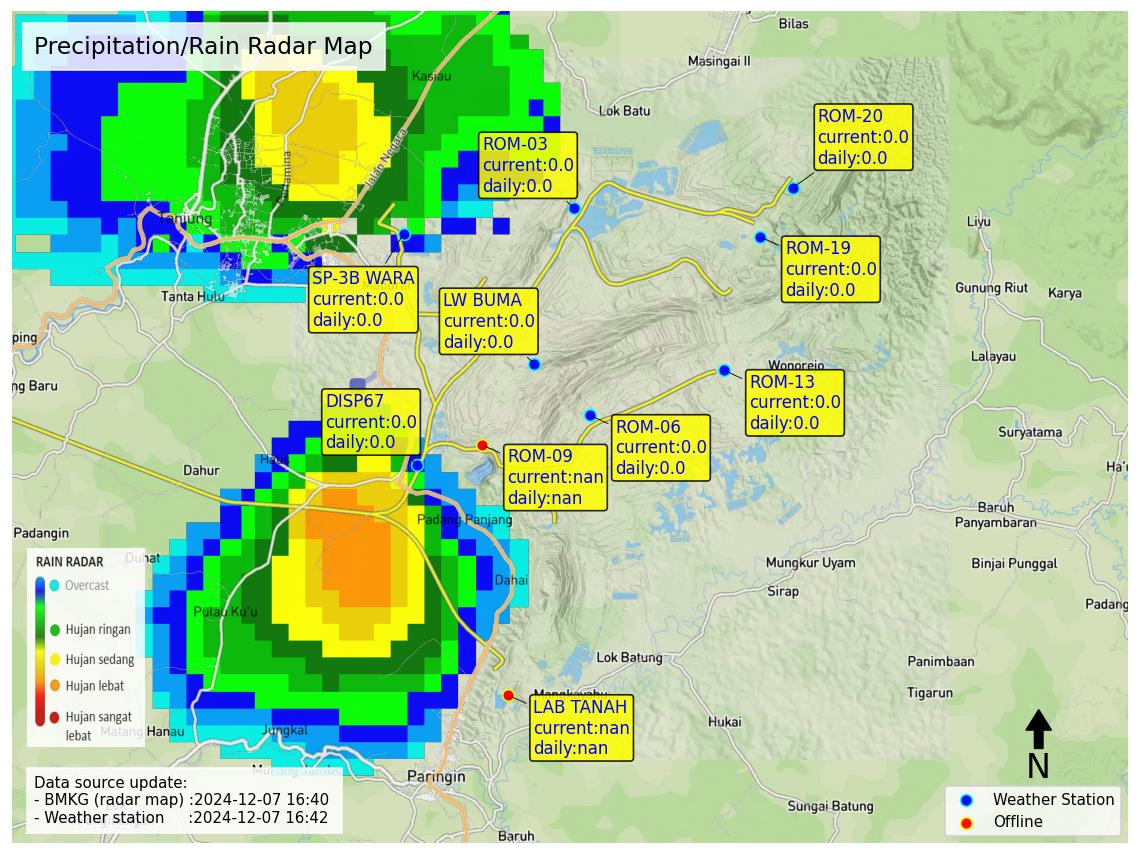 Precipitation/Rain Radar Map
Bilas
Masingai II
Kasiau
Lok Batu
Jalan Negara
ROM-20
current:0.0
daily:0.0
ROM-03
current:0.0
daily:0.0
Tanjung
Liyu
ROM-19
current:0.0
daily:0.0
SP-3B WARA
current:0.0
daily:0.0
Tanta Hulu
LW BUMA
current:0.0
daily:0.0
Gunung Riut
Karya
ping
Lalayau
Wonorejo
ng Baru
ROM-13
current:0.0
daily:0.0
DISP67
current:0.0
daily:0.0
ROM-06
current:0.0
daily:0.0
Suryatama
ROM-09
current:nan
daily:nan
Dahur
Ha'u
Baruh
Panyambaran
Padang Panjang
Padangin
Binjai Punggal
Mungkur Uyam
Dahai
Sirap
Padang
Pulau Ku'u
RAIN RADAR
Overcast
Hujan ringan
Hujan sedang
Hujan lebat
Hujan sangat
lebat
Lok Batung
Panimbaan
Tigarun
LAB TANAH
current:nan
daily:nan
Hukai
Matang Hanau
Jungkal
Paringin
Sungai Batung
Baruh
Data source update:
- BMKG (radar map) :2024-12-07 16:40
- Weather station :2024-12-07 16:42
N
Weather Station
Offline